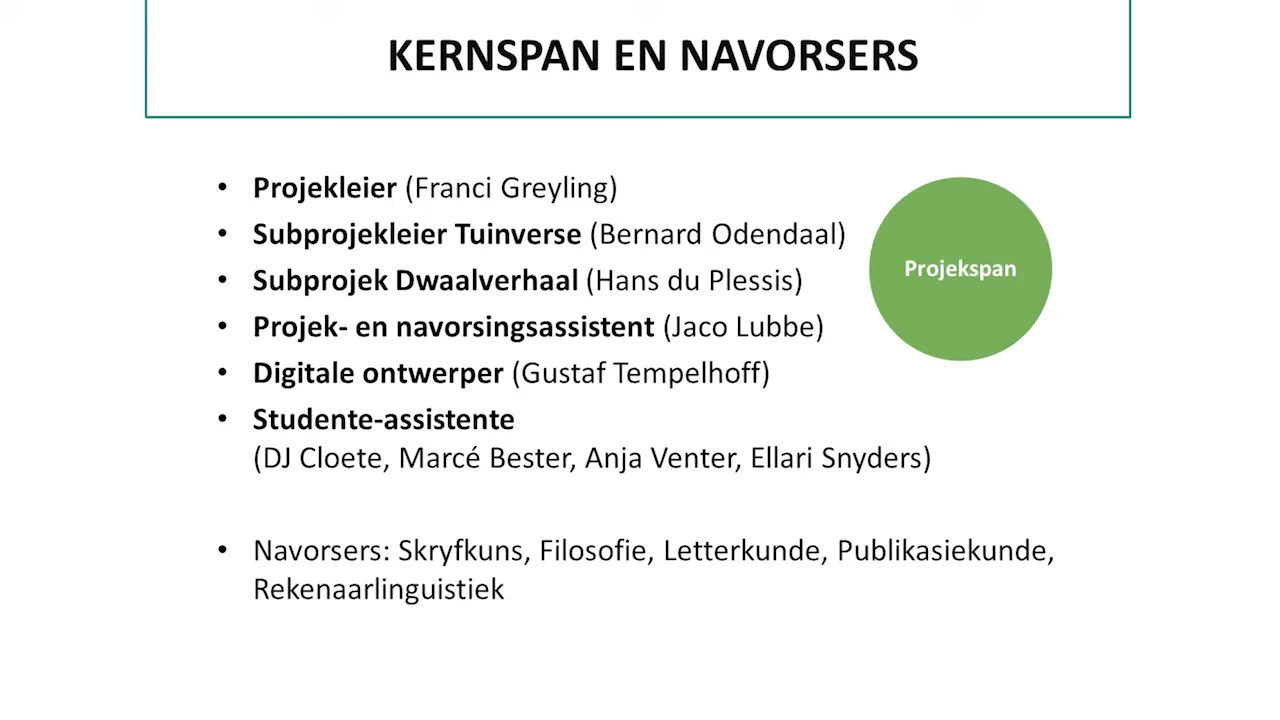 KERNSPAN EN NAVORSERS
• Projekleier (Franci Greyling)
• Subprojekleier Tuinverse (Bernard Odendaal)
• Subprojek Dwaalverhaal (Hans du Plessis)
• Projek- en navorsingsassistent (Jaco Lubbe)
• Digitale ontwerper (Gustaf Tempelhoff)
• Studente-assistente
(DJ Cloete, Marcé Bester, Anja Venter, Ellari Snyders)
• Navorsers: Skryfkuns, Filosofie, Letterkunde, Publikasiekunde,
Rekenaarlinguistiek
Projekspan